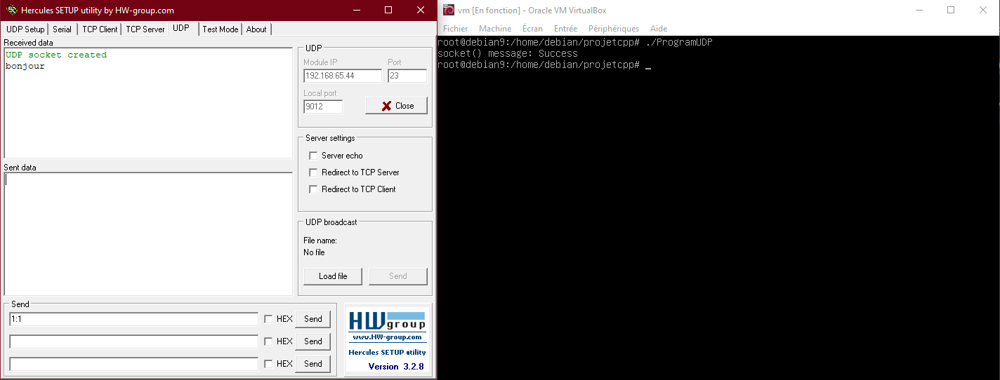 Hercules SETUP utility by HW-group.com
UDP Setup Serial TCP Client TCP Server UDP Test Mode About
Received data
UDP socket created
bonjour
Sent data
UDP
Module IP Port
192.168.65.44 23
Local port
9012 Close
Server settings
Server echo
Redirect to TCP Server
Redirect to TCP Client
UDP broadcast
File name:
No file
Load file Send
Send
1:1 HEX Send
HEX Send
HEX Send
HW group
www.HW-group.com
Hercules SETUP utility
Version 3.2.8
vm [En fonction] - Oracle VM VirtualBox
Fichier Machine Écran Entrée Périphériques Aide
root@debian9:/home/debian/projetcpp# ./ProgramUDP
socket() message: Success
root@debian9:/home/debian/projetcpp# _